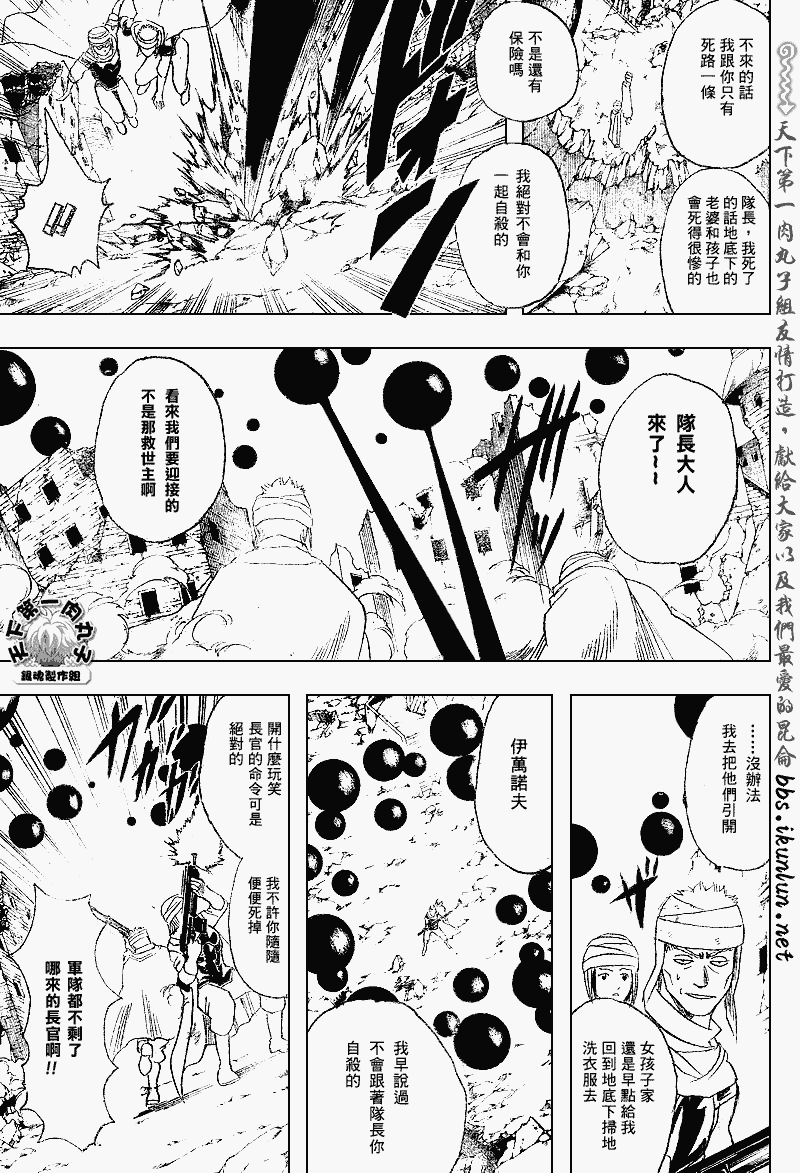 不來的話
我跟你只有
死路一條
隊長，我死了
的話地底下的
老婆和孩子也
會死得很慘的
不是還有
保險嗎
我絕對不會和你
一起自殺的
隊長大人
來了~~
看來我們要迎接的
不是那救世主啊
……沒辦法
我去把他們引開
女孩子家
還是早點給我
回到地底下掃地
洗衣服去
伊萬諾夫
我早說過
不會跟著隊長你
自殺的
開什麼玩笑
長官的命令可是
絕對的
我不許你隨隨
便便死掉
軍隊都不剩了
哪來的長官啊!!
天下第一肉丸子組友情打造，獻給大家以及我們最愛的昆侖 bbs.ikunlun.net
天下第一肉丸子
銀魂製作組